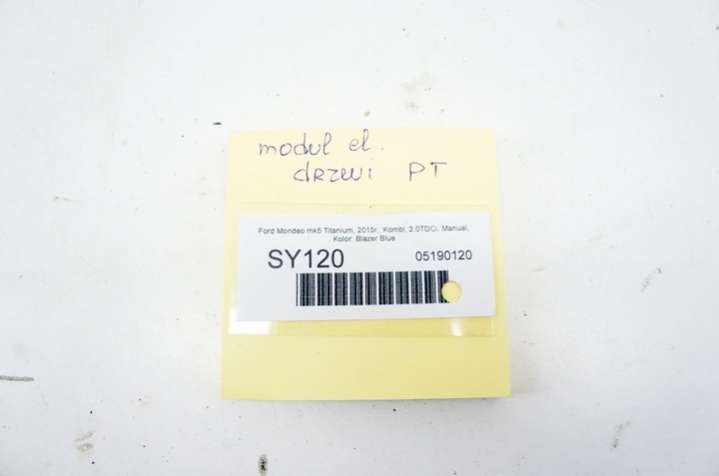 modul el.
drzwi PT
Ford Mondeo mk5 Titanium, 2015r., Kombi, 2.0TDCi, Manual,
Kolor: Blazer Blue
SY120 05190120